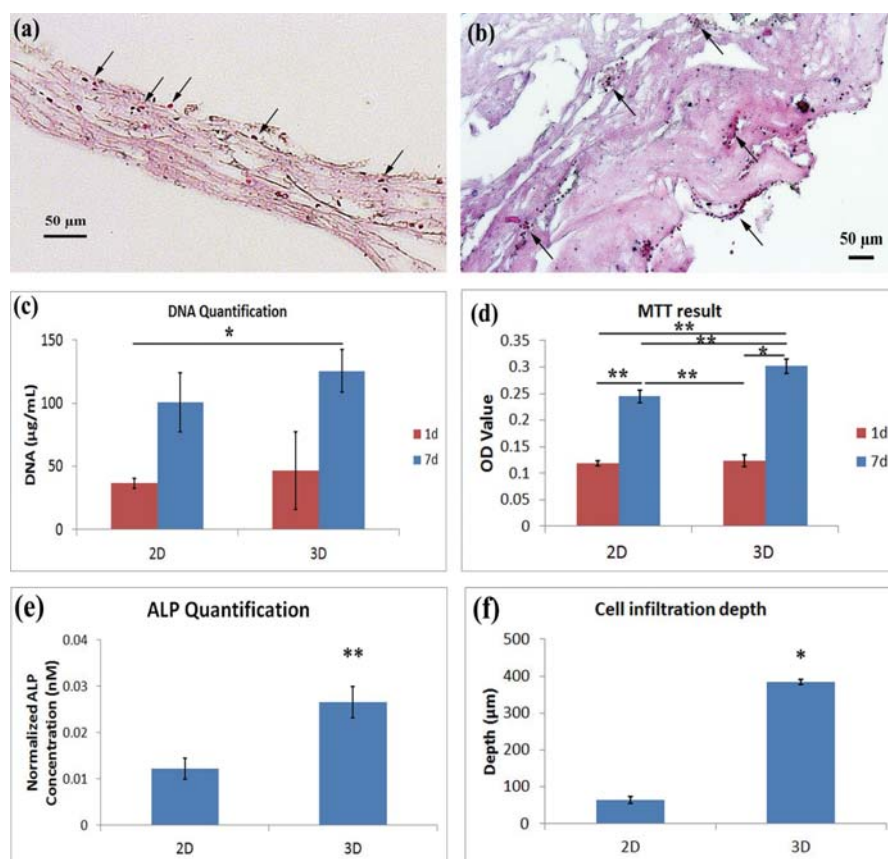 (a)
50 µm
(b)
50 µm
(c)
DNA Quantification
*
DNA (µg/mL)
150
100
50
0
2D
3D
1d
7d
(d)
MTT result
**
**
*
**
**
OD Value
0.35
0.3
0.25
0.2
0.15
0.1
0.05
0
2D
3D
1d
7d
(e)
ALP Quantification
**
Normalized ALP
Concentration (nM)
0.04
0.03
0.02
0.01
0
2D
3D
(f)
Cell infiltration depth
*
Depth (µm)
500
400
300
200
100
0
2D
3D